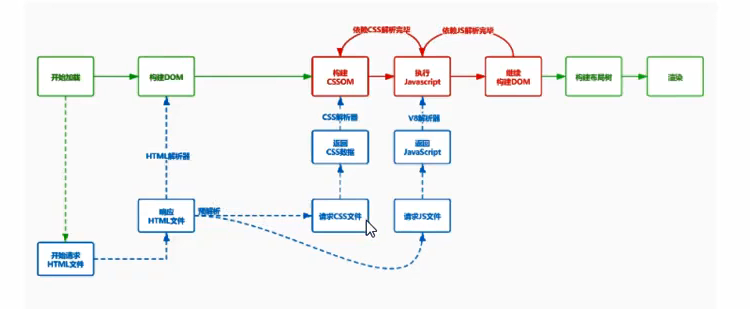 依赖CSS解析完毕
依赖JS解析完毕
开始加载
构建DOM
构建
CSSOM
执行
Javascript
继续
构建DOM
构建布局树
渲染
CSS解析器
V8解析器
HTML解析器
返回
CSS数据
返回
JavaScript
响应
HTML文件
预解析
请求CSS文件
请求JS文件
开始请求
HTML文件